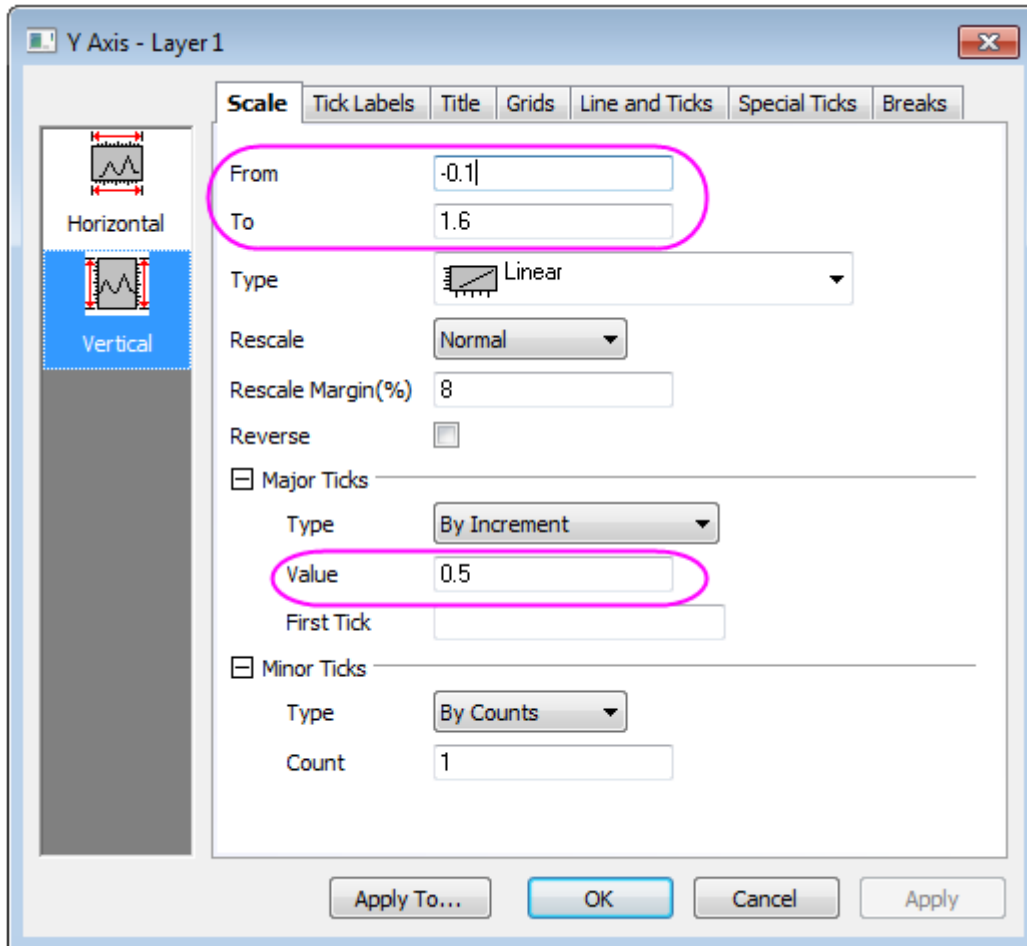 Y Axis - Layer 1
Scale Tick Labels Title Grids Line and Ticks Special Ticks Breaks
Horizontal
Vertical
From -0.1
To 1.6
Type Linear
Rescale Normal
Rescale Margin(%) 8
Reverse
Major Ticks
Type By Increment
Value 0.5
First Tick
Minor Ticks
Type By Counts
Count 1
Apply To... OK Cancel Apply